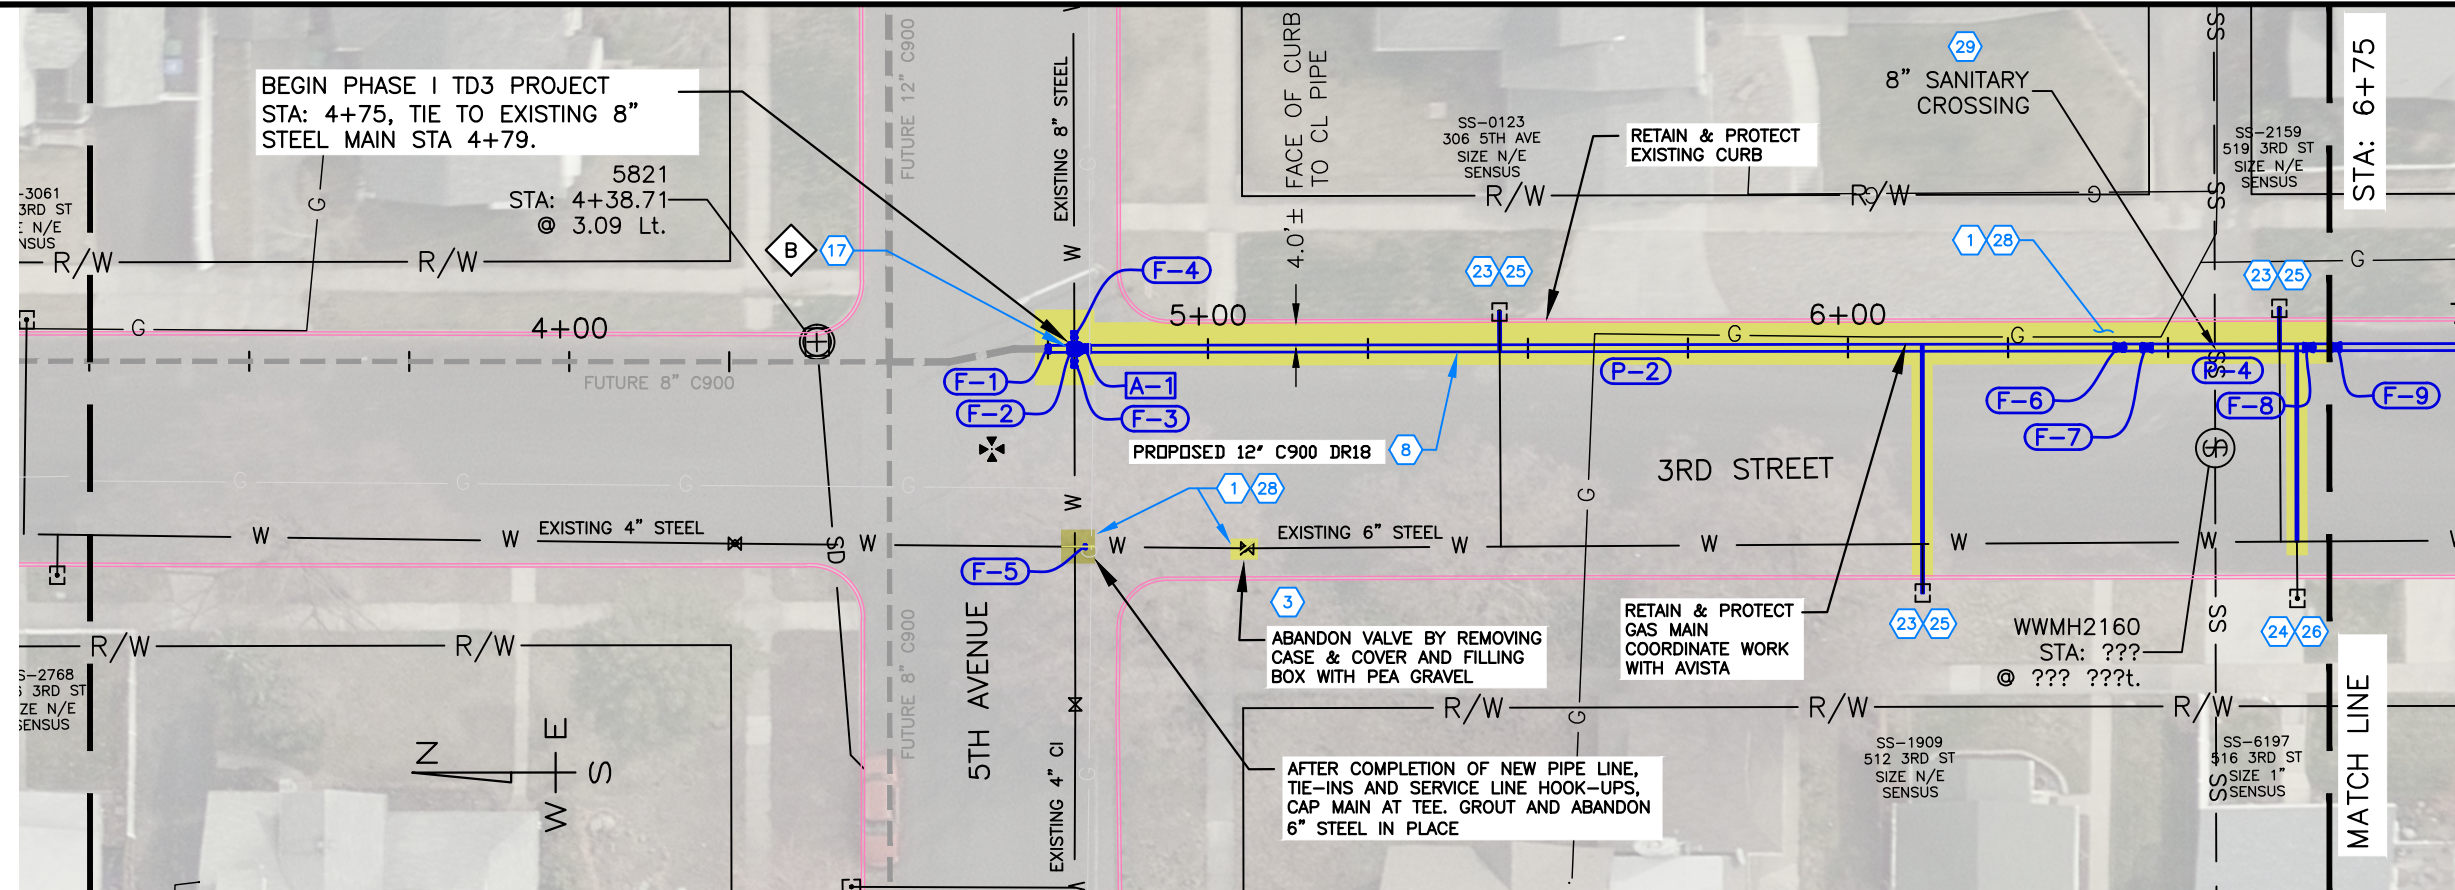 BEGIN PHASE I TD3 PROJECT
STA: 4+75, TIE TO EXISTING 8"
STEEL MAIN STA 4+79.
5821
STA: 4+38.71
@ 3.09 Lt.
-3061
3RD ST
E N/E
NSUS
R/W
R/W
G
G
4+00
FUTURE 8" C900
FUTURE 12" C900
B
17
EXISTING 8" STEEL
W
G
F-4
F-1
F-2
A-1
F-3
5+00
4.0'± FACE OF CURB
TO CL PIPE
SS-0123
306 5TH AVE
SIZE N/E
SENSUS
R/W
23
25
RETAIN & PROTECT
EXISTING CURB
R/W
G
G
6+00
29
8" SANITARY
CROSSING
1
28
SS
SS
SS-2159
519 3RD ST
SIZE N/E
SENSUS
23
25
G
STA: 6+75
G
G
P-2
F-6
F-7
P-4
SS
F-8
F-9
PROPOSED 12" C900 DR18
8
3RD STREET
S
G
G
G
G
G
W
1
28
W
W
EXISTING 4" STEEL
SD
W
W
EXISTING 6" STEEL
W
W
W
W
G
F-5
3
ABANDON VALVE BY REMOVING
CASE & COVER AND FILLING
BOX WITH PEA GRAVEL
RETAIN & PROTECT
GAS MAIN
COORDINATE WORK
WITH AVISTA
23
25
WWMH2160
STA: ???
@ ??? ???t.
SS
24
26
R/W
R/W
S-2768
3RD ST
ZE N/E
SENSUS
N
E
S
W
FUTURE 8" C900
5TH AVENUE
EXISTING 4" CI
G
R/W
G
R/W
R/W
AFTER COMPLETION OF NEW PIPE LINE,
TIE-INS AND SERVICE LINE HOOK-UPS,
CAP MAIN AT TEE. GROUT AND ABANDON
6" STEEL IN PLACE
SS-1909
512 3RD ST
SIZE N/E
SENSUS
SS-6197
516 3RD ST
SIZE 1"
SENSUS
SS
MATCH LINE